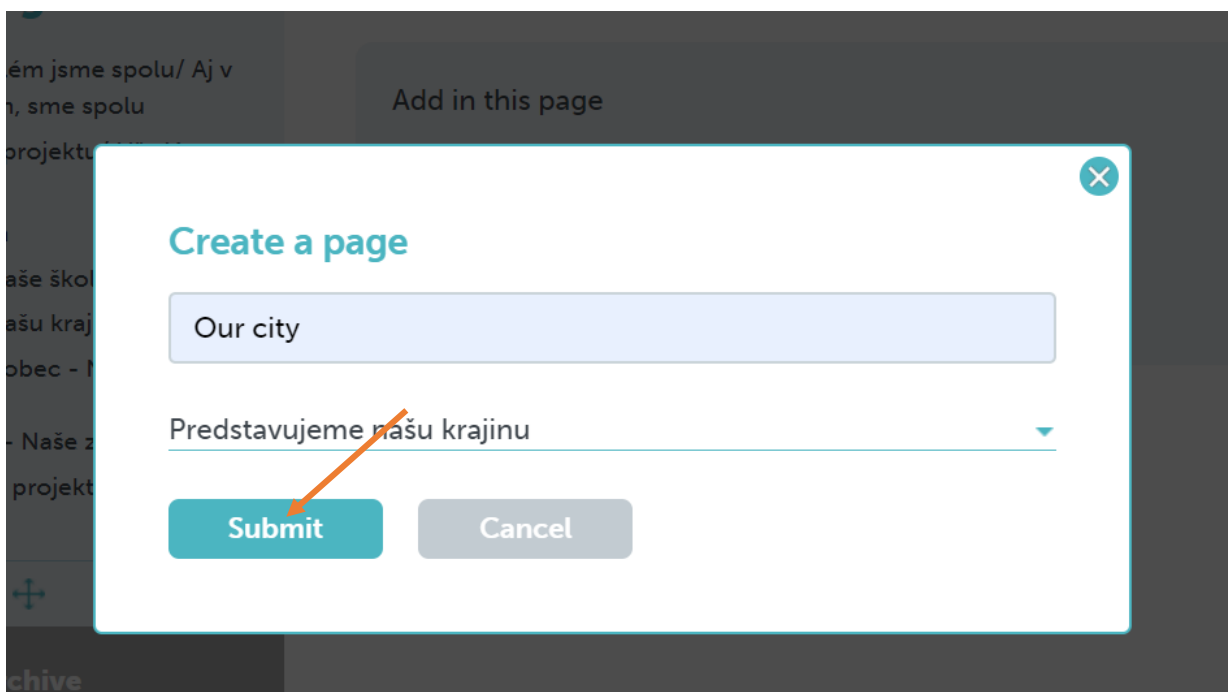 ém jsme spolu/ Aj v
, sme spolu
projektu
Add in this page
Create a page
aše škol
Our city
ašu kraj
obec -
Predstavujeme našu krajinu
- Naše z
projekt
Submit
Cancel
chive